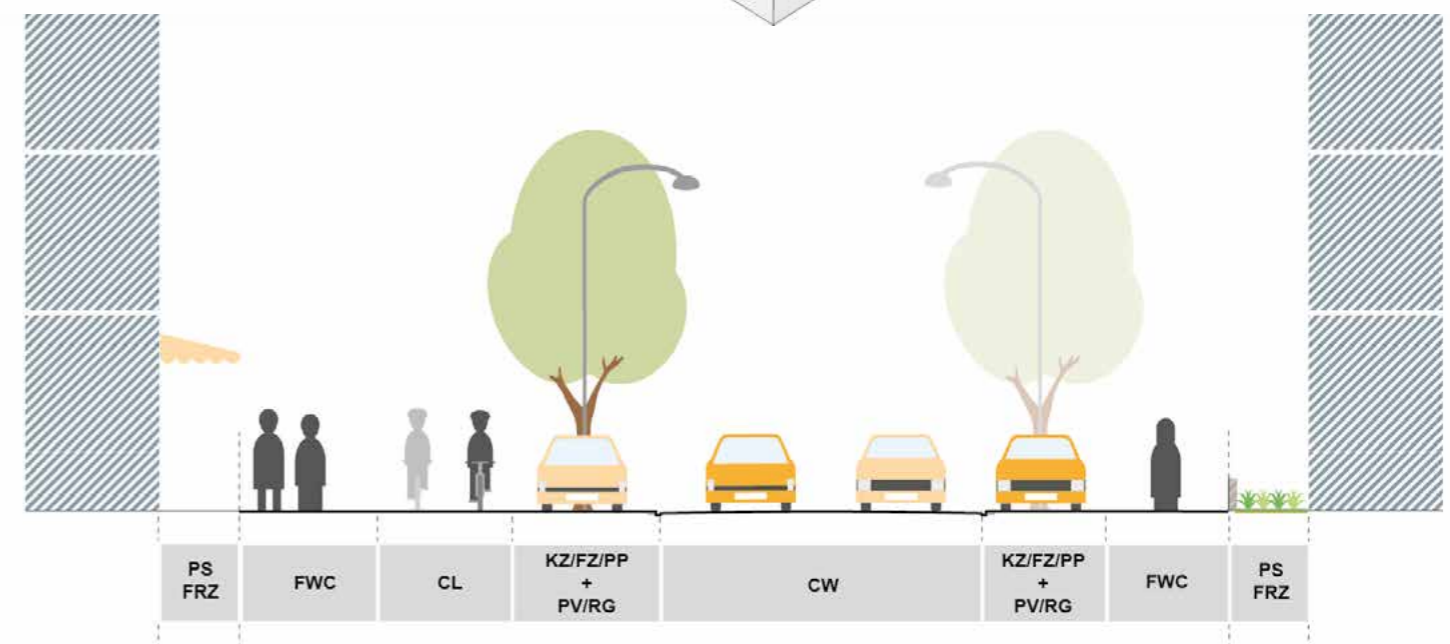 PS
FRZ
FWC
CL
KZ/FZ/PP
+
PV/RG
CW
KZ/FZ/PP
+
PV/RG
FWC
PS
FRZ